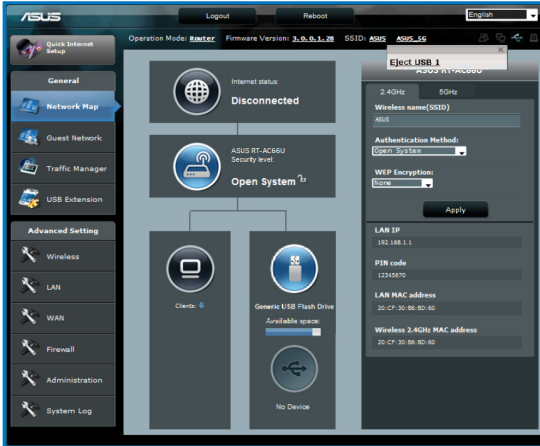 ASUS
Logout
Reboot
English
Quick Internet
Setup
Operation Mode: Router Firmware Version: 3.0.0.1.28 SSID: ASUS ASUS_5G
Eject USB 1
General
Network Map
Guest Network
Traffic Manager
USB Extension
Advanced Setting
Wireless
LAN
WAN
Firewall
Administration
System Log
Internet status:
Disconnected
ASUS RT-AC66U
Security level:
Open System
Clients: 6
Generic USB Flash Drive
Available space:
No Device
ASUS RT-AC66U
2.4GHz
5GHz
Wireless name(SSID)
ASUS
Authentication Method:
Open System
WEP Encryption:
None
Apply
LAN IP
192.168.1.1
PIN code
12345670
LAN MAC address
20:CF:30:B6:BD:60
Wireless 2.4GHz MAC address
20:CF:30:B6:BD:60